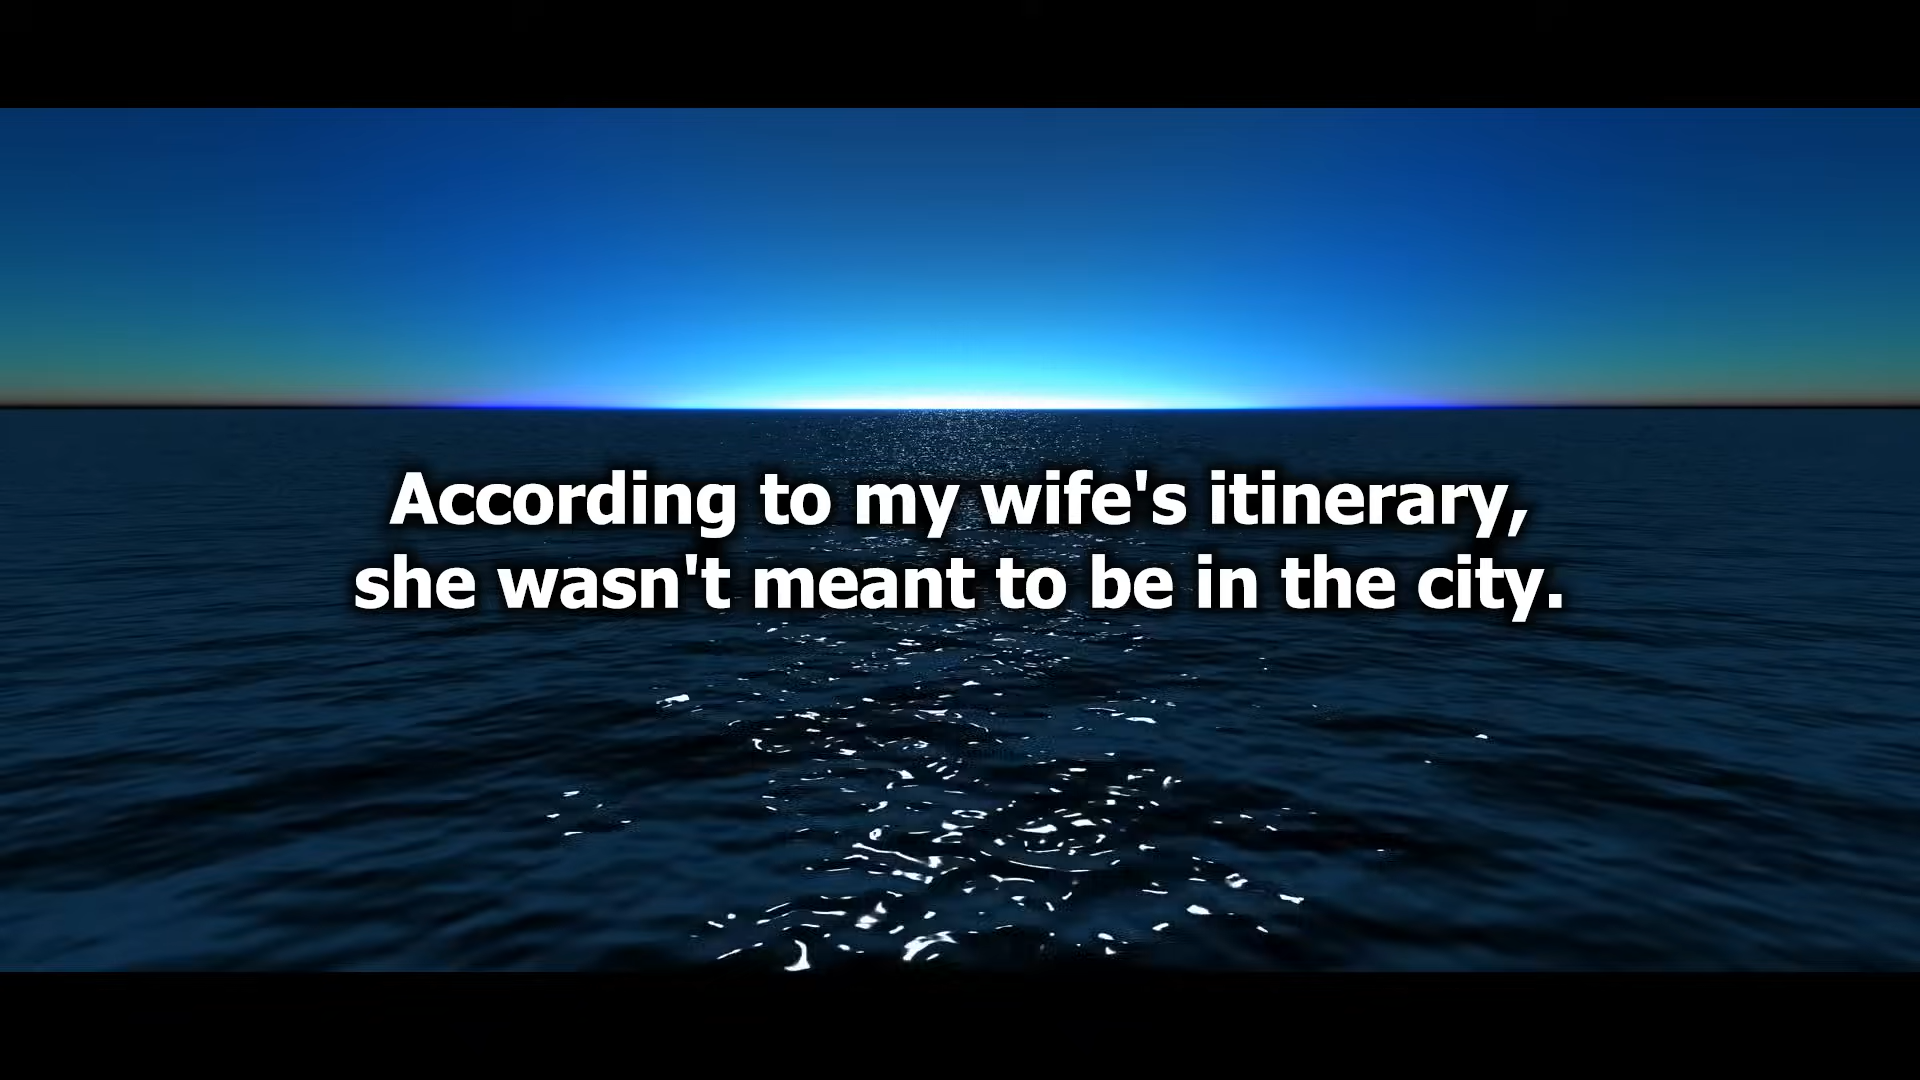 According to my wife's itinerary,
she wasn't meant to be in the city.